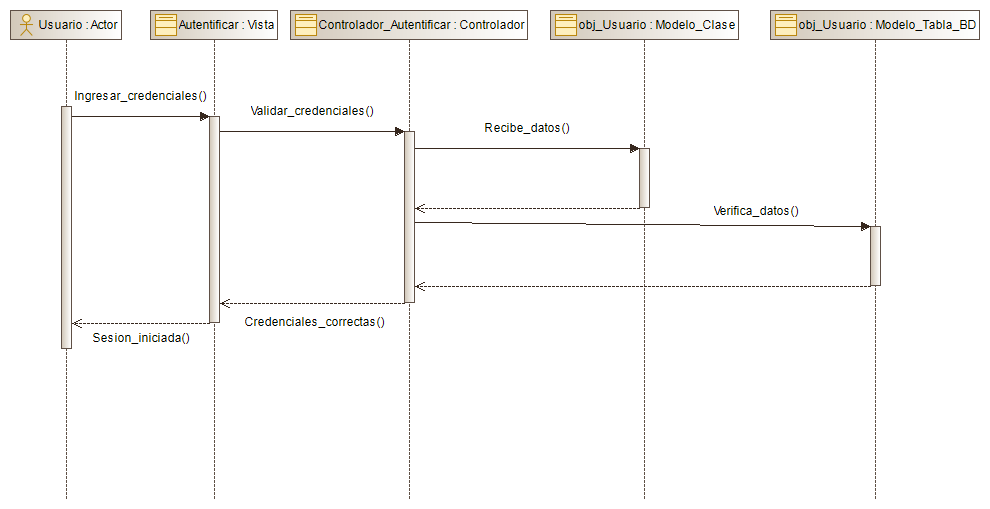 Usuario : Actor
Autentificar : Vista
Controlador_Autentificar : Controlador
obj_Usuario : Modelo_Clase
obj_Usuario : Modelo_Tabla_BD
Ingresar_credenciales()
Validar_credenciales()
Recibe_datos()
Verifica_datos()
Credenciales_correctas()
Sesion_iniciada()